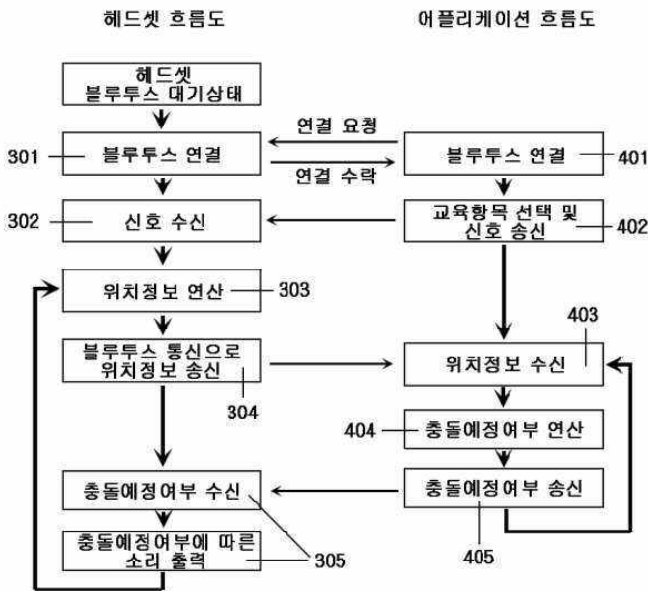 헤드셋 흐름도
어플리케이션 흐름도
헤드셋
블루투스 대기상태
연결 요청
301
블루투스 연결
블루투스 연결
401
연결 수락
302
신호 수신
교육항목 선택 및
신호 송신
402
위치정보 연산
303
403
블루투스 통신으로
위치정보 송신
304
위치정보 수신
404
충돌예정여부 연산
충돌예정여부 수신
충돌예정여부 송신
405
충돌예정여부에 따른
소리 출력
305